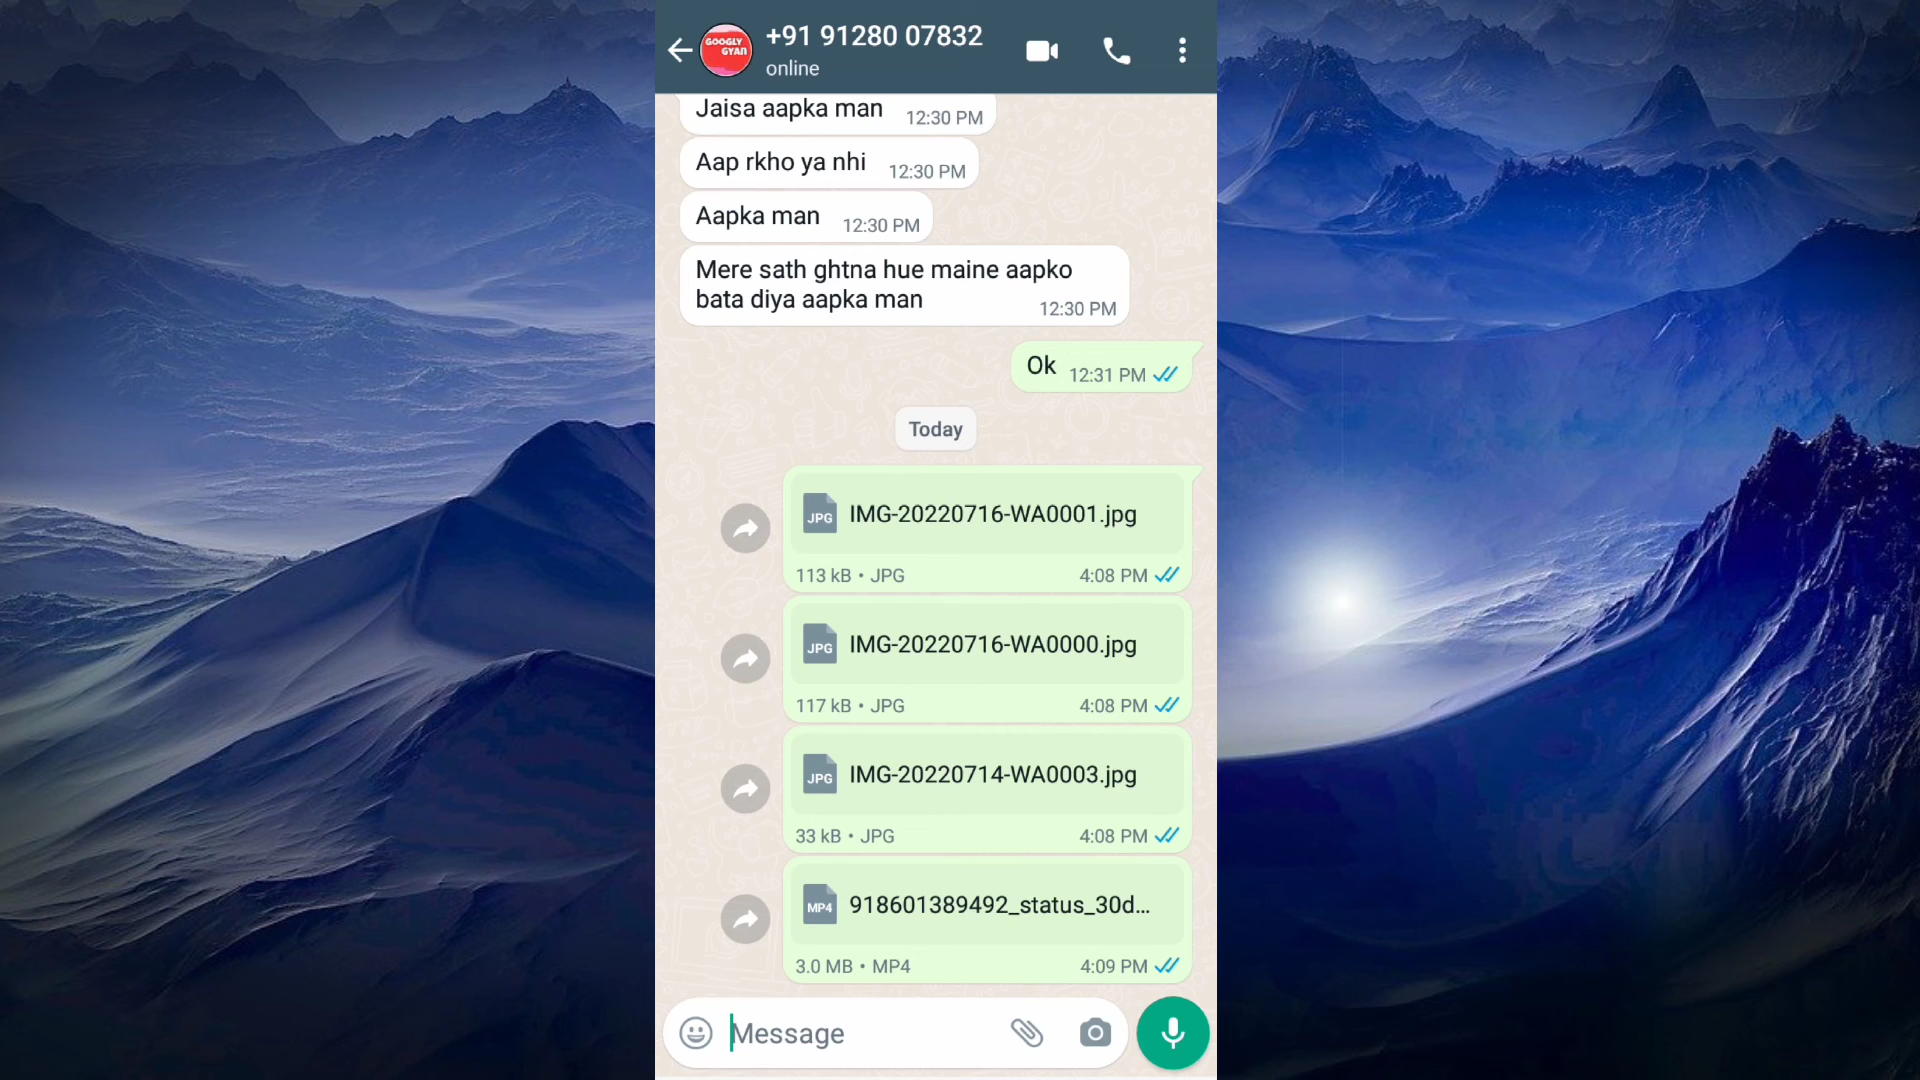 GOOGLY
GYAN
+91 91280 07832
online
Jaisa aapka man 12:30 PM
Aap rkho ya nhi 12:30 PM
Aapka man 12:30 PM
Mere sath ghtna hue maine aapko
bata diya aapka man 12:30 PM
Ok 12:31 PM
Today
JPG IMG-20220716-WA0001.jpg
113 kB • JPG 4:08 PM
JPG IMG-20220716-WA0000.jpg
117 kB • JPG 4:08 PM
JPG IMG-20220714-WA0003.jpg
33 kB • JPG 4:08 PM
MP4 918601389492_status_30d...
3.0 MB • MP4 4:09 PM
Message